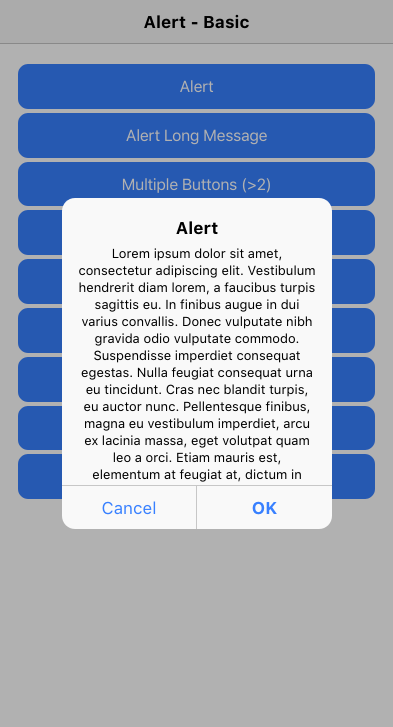 Alert - Basic
Alert
Alert Long Message
Multiple Buttons (>2)
Alert
Lorem ipsum dolor sit amet,
consectetur adipiscing elit. Vestibulum
hendrerit diam lorem, a faucibus turpis
sagittis eu. In finibus augue in dui
varius convallis. Donec vulputate nibh
gravida odio vulputate commodo.
Suspendisse imperdiet consequat
egestas. Nulla feugiat consequat urna
eu tincidunt. Cras nec blandit turpis,
eu auctor nunc. Pellentesque finibus,
magna eu vestibulum imperdiet, arcu
ex lacinia massa, eget volutpat quam
leo a orci. Etiam mauris est,
elementum at feugiat at, dictum in
Cancel
OK